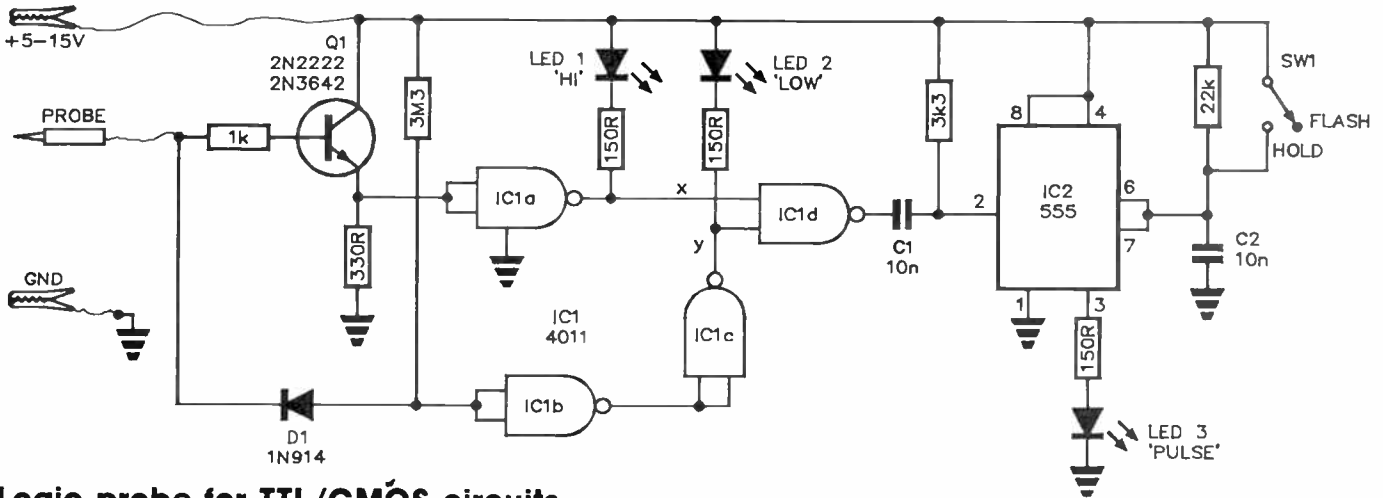 +5–15V
Q1
2N2222
2N3642
PROBE
1k
3M3
LED 1
'HI'
LED 2
'LOW'
150R
150R
3k3
8
4
22k
SW1
FLASH
HOLD
IC1a
x
IC1d
2
IC2
555
6
7
330R
y
C1
10n
C2
10n
GND
IC1
4011
IC1c
1
3
150R
IC1b
D1
1N914
LED 3
'PULSE'
Logic probe for TTL/CMOS circuits